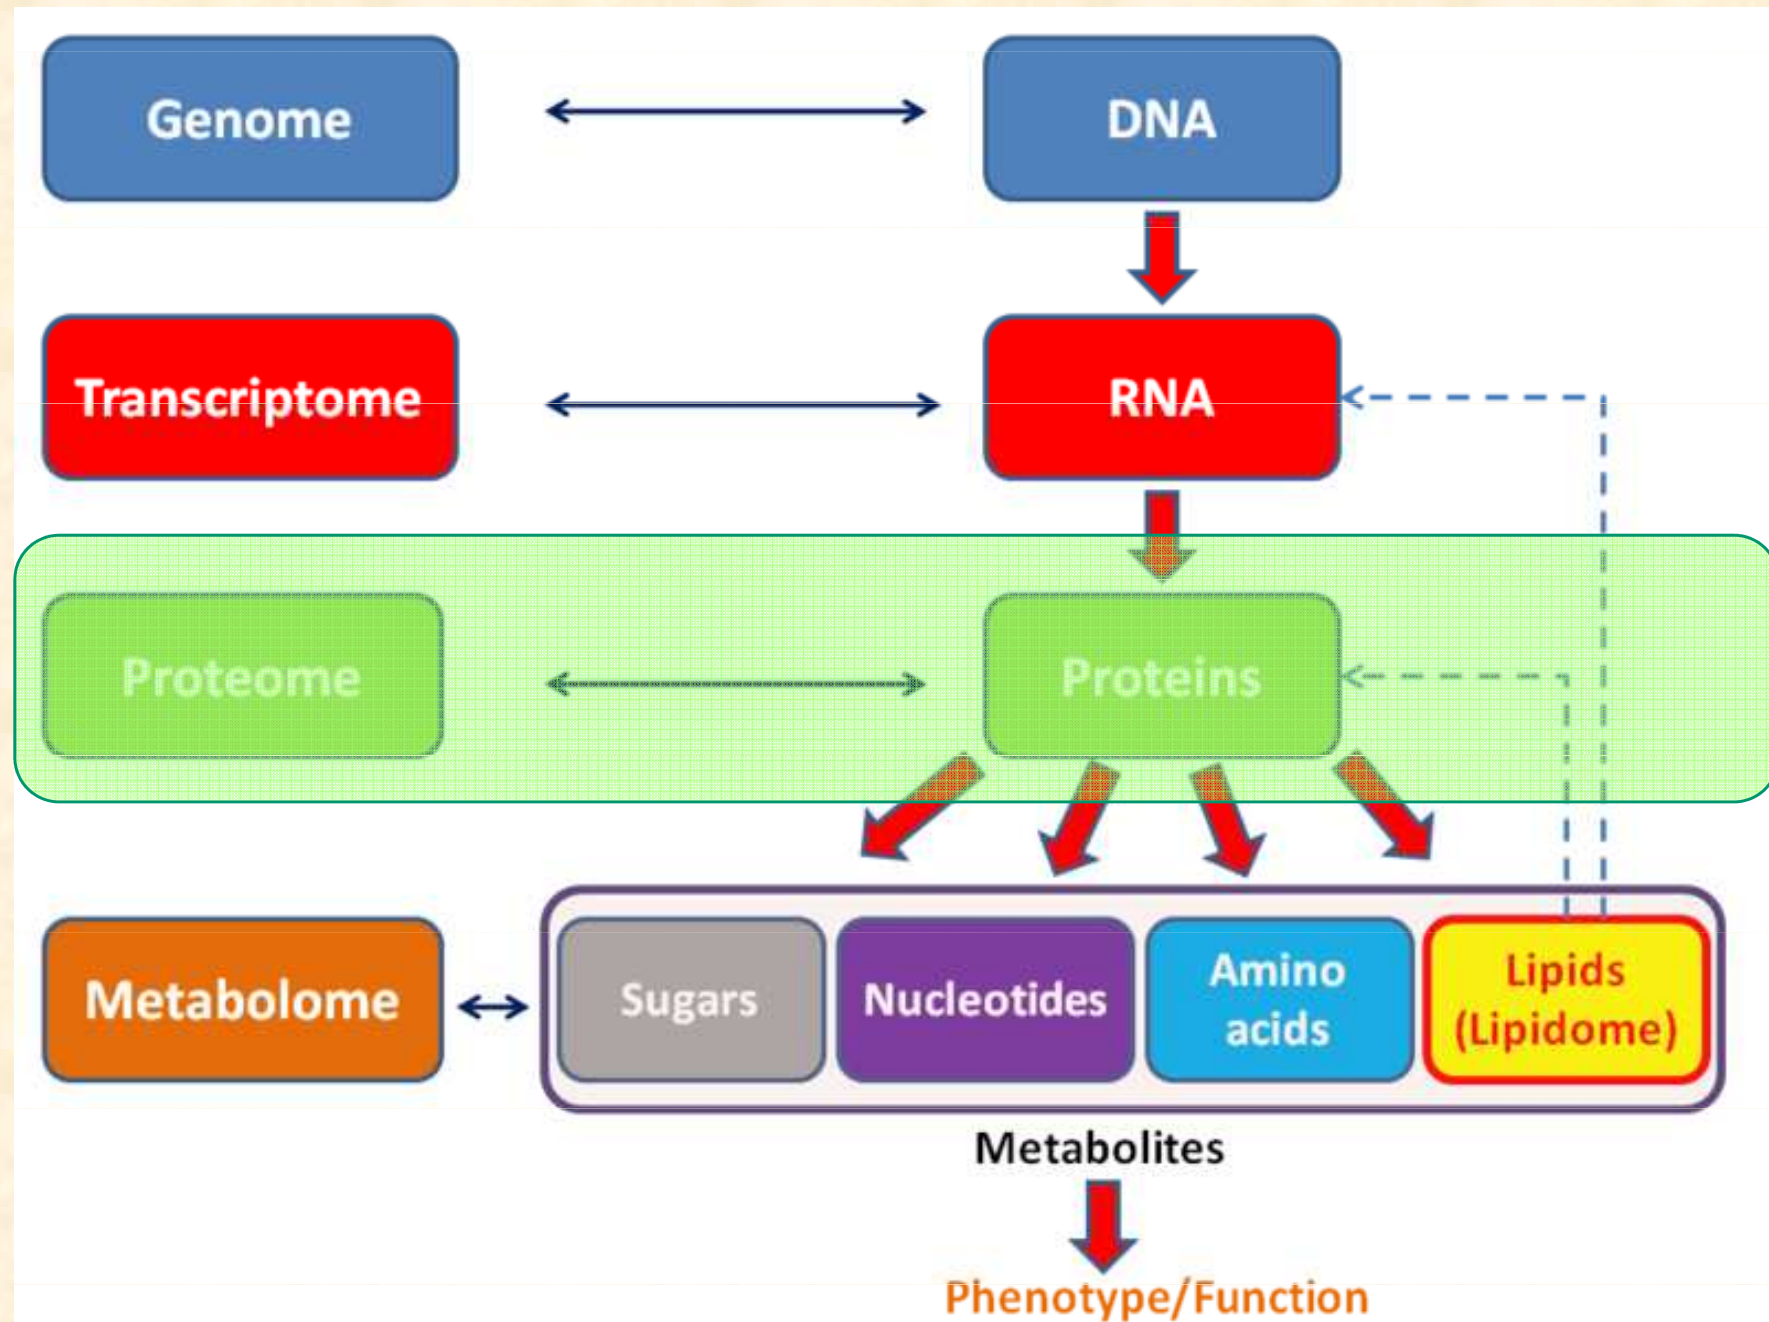 Genome
DNA
Transcriptome
RNA
Proteome
Proteins
Metabolome
Sugars
Nucleotides
Amino
acids
Lipids
(Lipidome)
Metabolites
Phenotype/Function